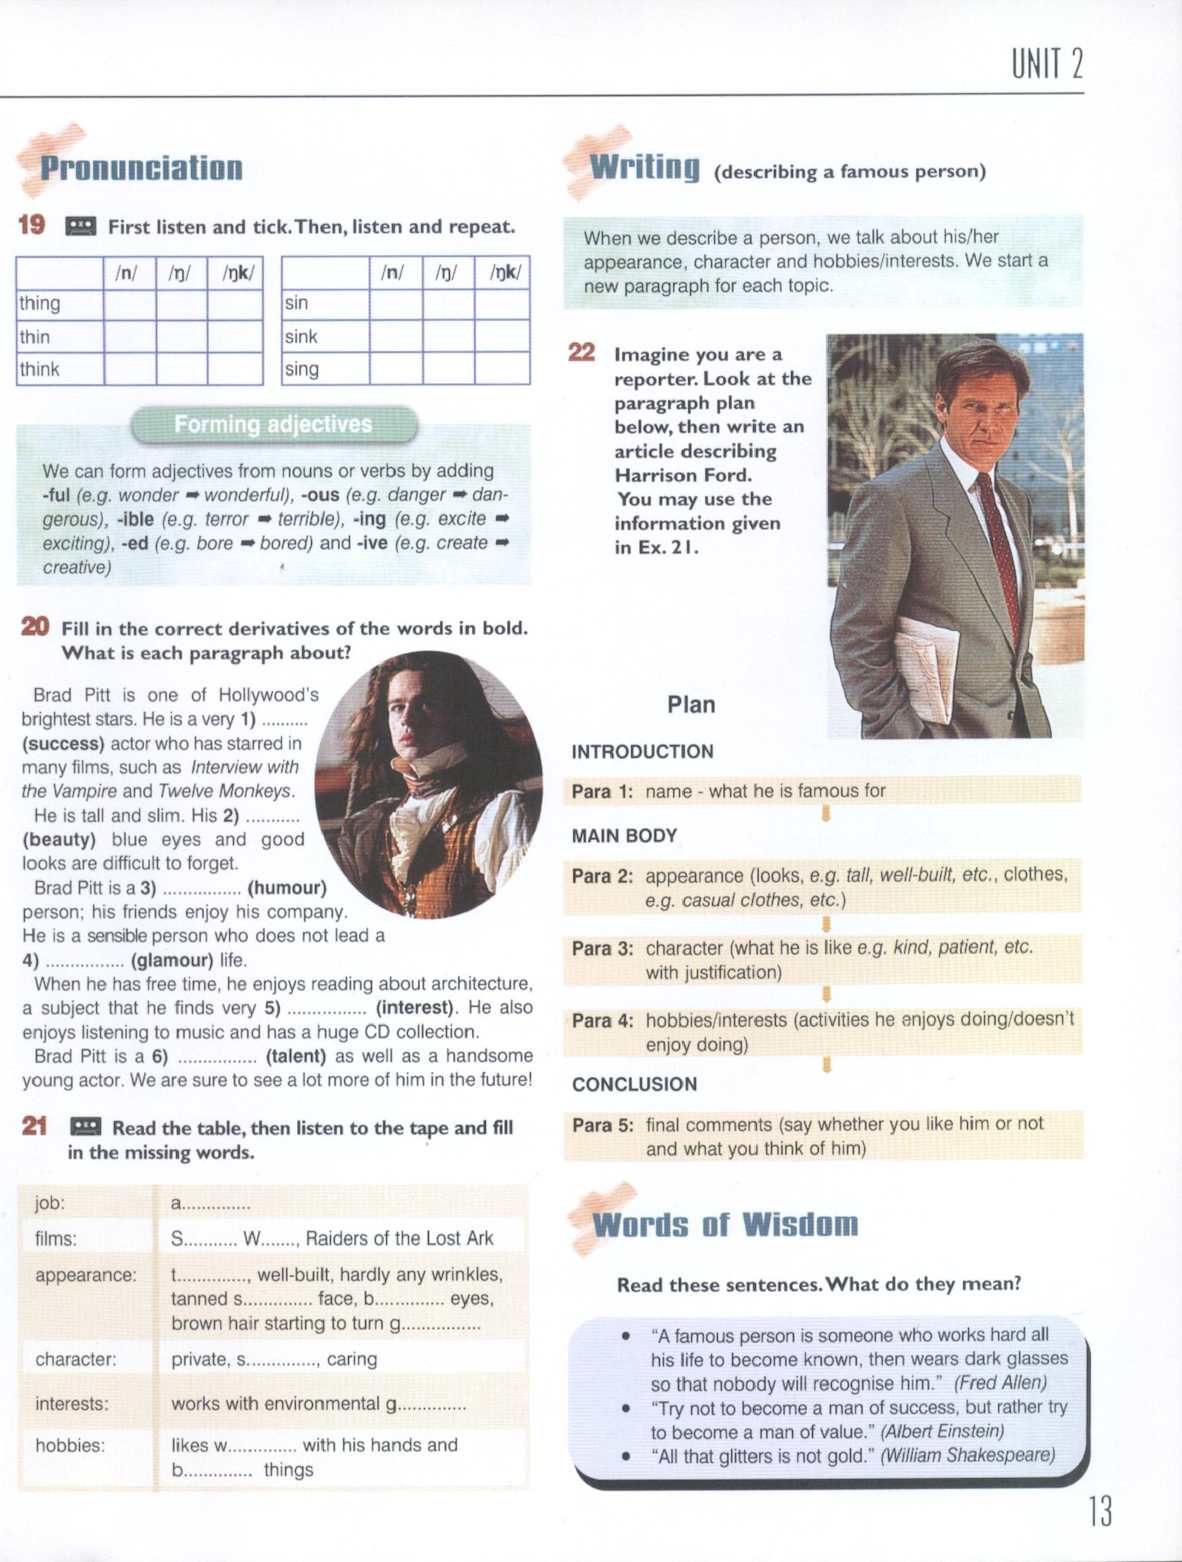 UNIT 2
Pronunciation
19 First listen and tick. Then, listen and repeat.
/n/ /ŋ/ /ŋk/
thing
thin
think
/n/ /ŋ/ /ŋk/
sin
sink
sing
Forming adjectives
We can form adjectives from nouns or verbs by adding
-ful (e.g. wonder ➡ wonderful), -ous (e.g. danger ➡ dan-
gerous), -ible (e.g. terror ➡ terrible), -ing (e.g. excite ➡
exciting), -ed (e.g. bore ➡ bored) and -ive (e.g. create ➡
creative)
20 Fill in the correct derivatives of the words in bold.
What is each paragraph about?
Brad Pitt is one of Hollywood's
brightest stars. He is a very 1) ..........
(success) actor who has starred in
many films, such as Interview with
the Vampire and Twelve Monkeys.
He is tall and slim. His 2) ...........
(beauty) blue eyes and good
looks are difficult to forget.
Brad Pitt is a 3) ................ (humour)
person; his friends enjoy his company.
He is a sensible person who does not lead a
4) ................ (glamour) life.
When he has free time, he enjoys reading about architecture,
a subject that he finds very 5) ................ (interest). He also
enjoys listening to music and has a huge CD collection.
Brad Pitt is a 6) ................ (talent) as well as a handsome
young actor. We are sure to see a lot more of him in the future!
21 Read the table, then listen to the tape and fill
in the missing words.
job: a..............
films: S........... W......., Raiders of the Lost Ark
appearance: t.............., well-built, hardly any wrinkles,
tanned s.............. face, b.............. eyes,
brown hair starting to turn g................
character: private, s.............., caring
interests: works with environmental g..............
hobbies: likes w.............. with his hands and
b.............. things
Writing (describing a famous person)
When we describe a person, we talk about his/her
appearance, character and hobbies/interests. We start a
new paragraph for each topic.
22 Imagine you are a
reporter. Look at the
paragraph plan
below, then write an
article describing
Harrison Ford.
You may use the
information given
in Ex. 21.
Plan
INTRODUCTION
Para 1: name - what he is famous for
MAIN BODY
Para 2: appearance (looks, e.g. tall, well-built, etc., clothes,
e.g. casual clothes, etc.)
Para 3: character (what he is like e.g. kind, patient, etc.
with justification)
Para 4: hobbies/interests (activities he enjoys doing/doesn't
enjoy doing)
CONCLUSION
Para 5: final comments (say whether you like him or not
and what you think of him)
Words of Wisdom
Read these sentences. What do they mean?
• "A famous person is someone who works hard all
his life to become known, then wears dark glasses
so that nobody will recognise him." (Fred Allen)
• "Try not to become a man of success, but rather try
to become a man of value." (Albert Einstein)
• "All that glitters is not gold." (William Shakespeare)
13